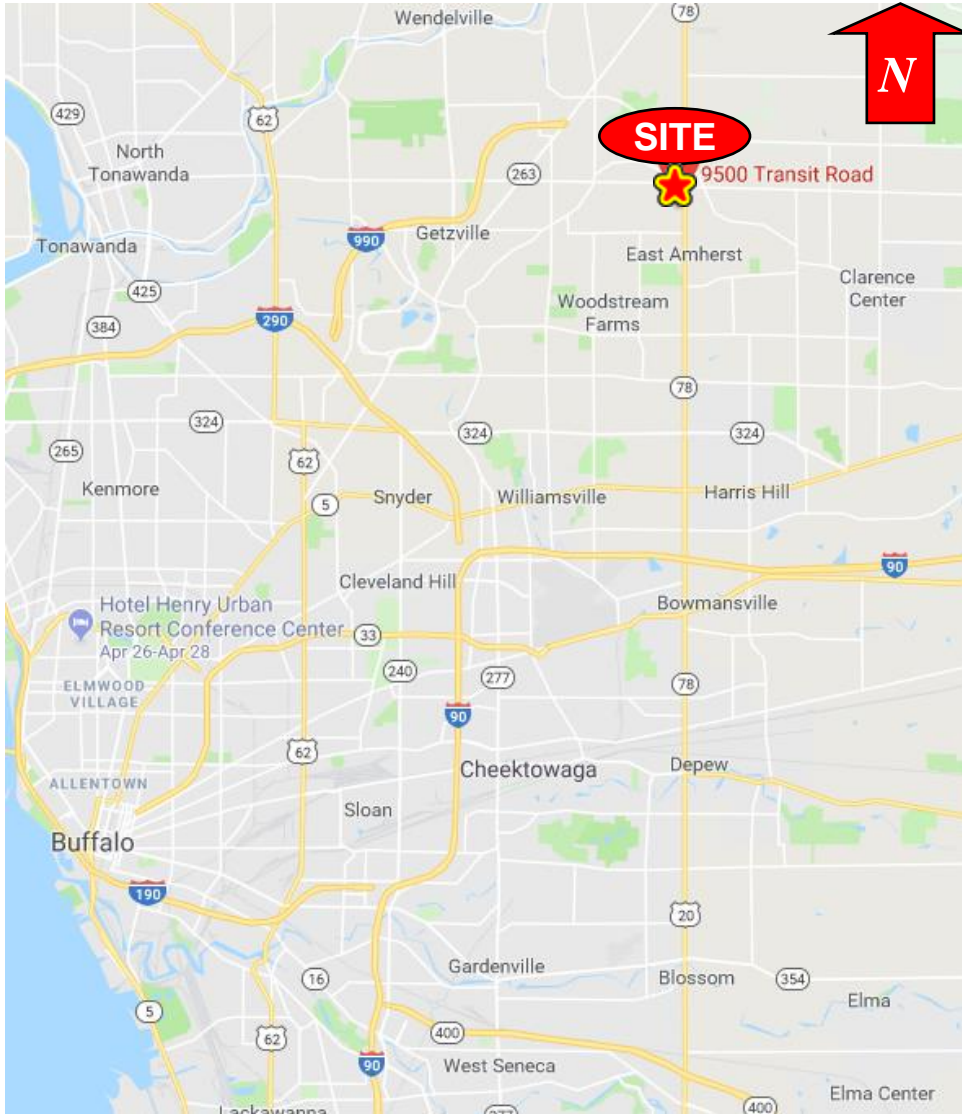 Wendelville
78
N
429
62
SITE
North
Tonawanda
263
9500 Transit Road
Getzville
990
Tonawanda
East Amherst
425
Clarence
Center
Woodstream
Farms
290
384
78
324
324
324
265
62
Kenmore
Snyder
Williamsville
Harris Hill
5
90
Cleveland Hill
Bowmansville
Hotel Henry Urban
Resort Conference Center
Apr 26-Apr 28
33
240
277
ELMWOOD
VILLAGE
78
90
62
Cheektowaga
Depew
ALLENTOWN
Sloan
Buffalo
190
20
Gardenville
16
Blossom
354
Elma
5
400
62
90
West Seneca
Elma Center
Lackawanna
277
400